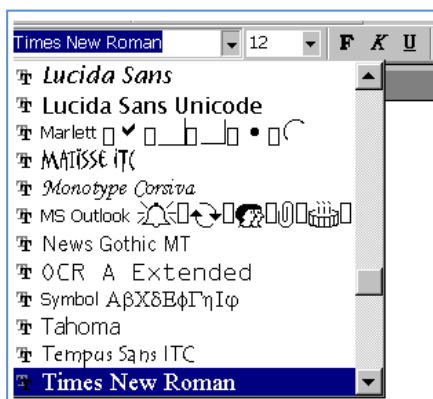 Times New Roman 12 F K U
Lucida Sans
Lucida Sans Unicode
Marlett
MATISSE ITC
Monotype Corsiva
MS Outlook
News Gothic MT
OCR A Extended
Symbol ΑβΧδΕφΓηΙφ
Tahoma
Tempus Sans ITC
Times New Roman